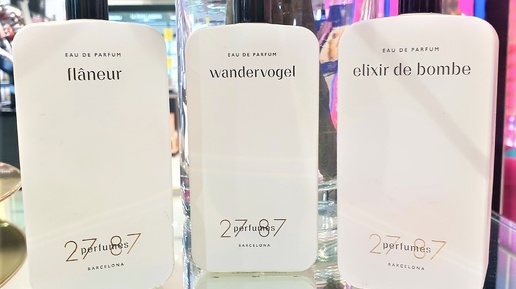 EAU DE PARFUM
flâneur
27 87
perfumes
BARCELONA
EAU DE PARFUM
wandervogel
27 87
perfumes
BARCELONA
EAU DE PARFUM
elixir de bombe
27 87
perfumes
BARCELONA